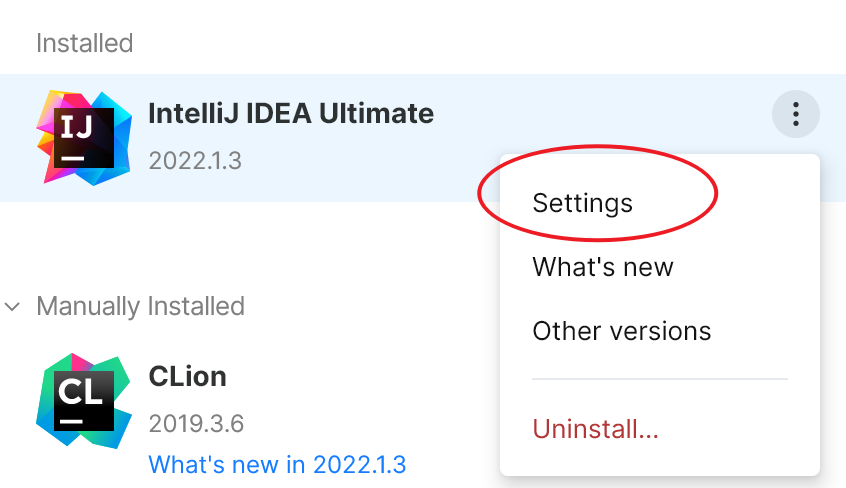 Installed
IJ
IntelliJ IDEA Ultimate
2022.1.3
Settings
What's new
Other versions
Uninstall...
Manually Installed
CL
CLion
2019.3.6
What's new in 2022.1.3